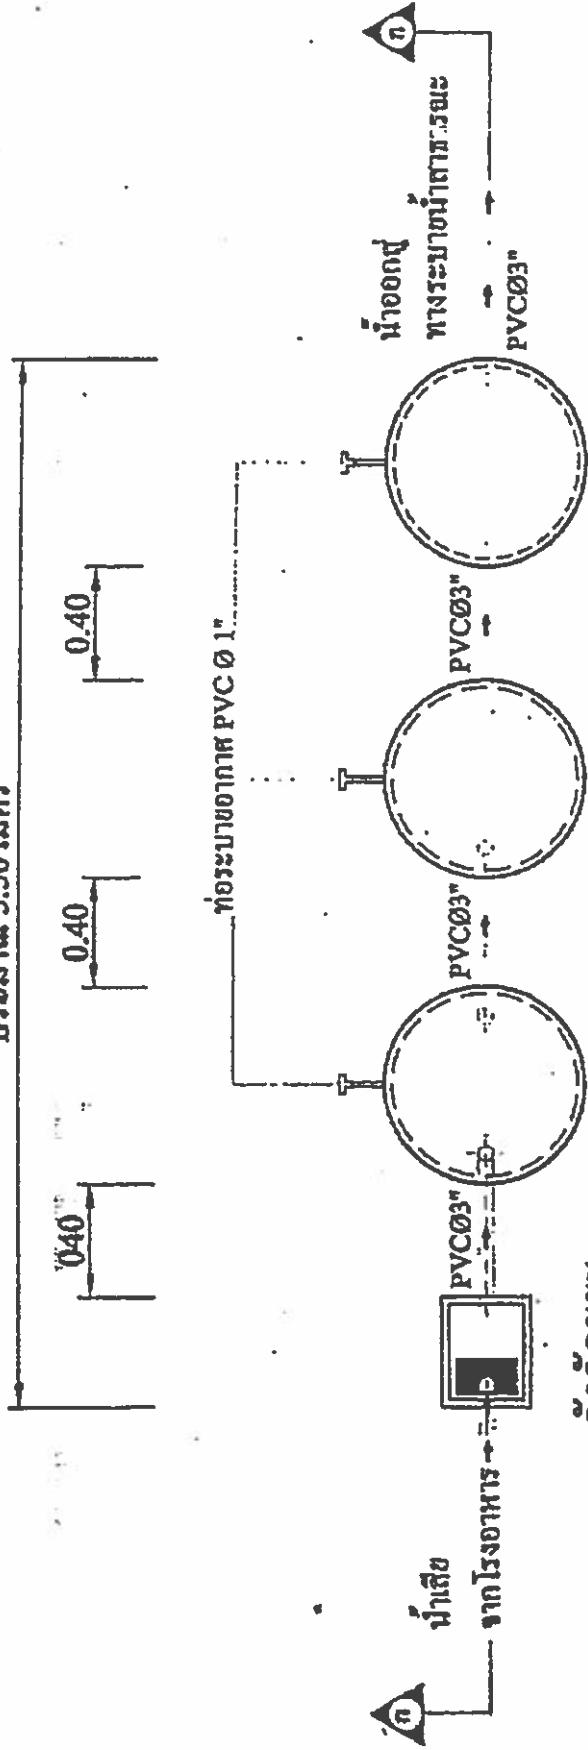 0.40
0.40
0.40
ท่อระบายอากาศ PVC Ø 1"
น้ำเสีย
จากโรงอาหาร
PVCØ3"
PVCØ3"
PVCØ3"
PVCØ3"
น้ำออกสู่
ทางระบายน้ำสาธารณะ
ก
ก